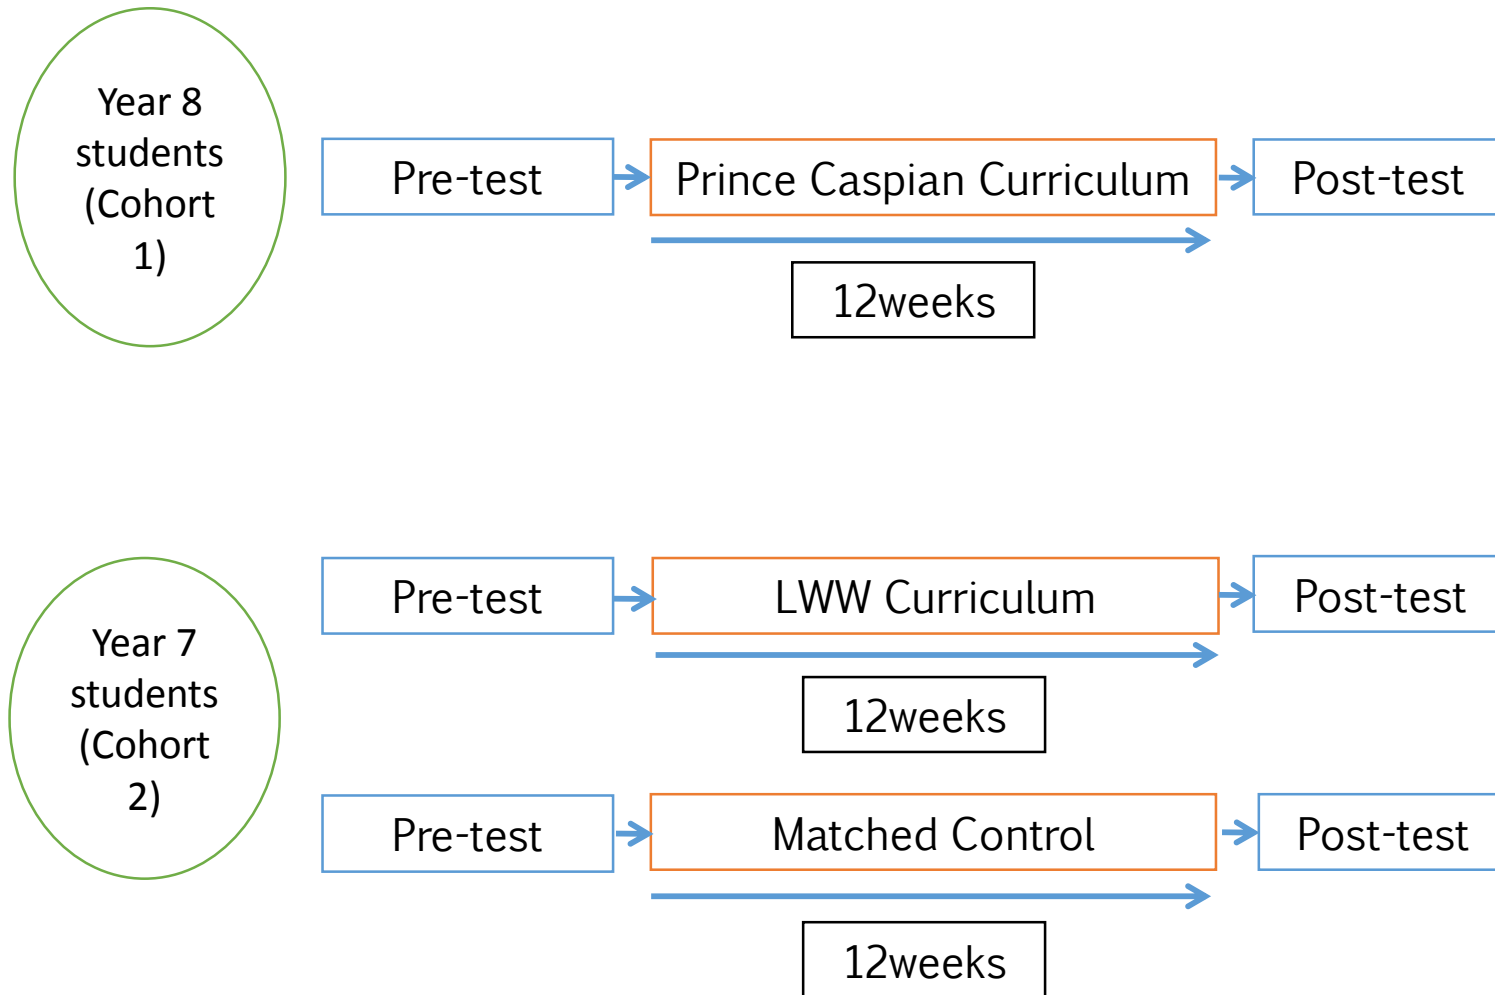 Year 8
students
(Cohort
1)
Pre-test
Prince Caspian Curriculum
Post-test
12weeks
Year 7
students
(Cohort
2)
Pre-test
LWW Curriculum
Post-test
12weeks
Pre-test
Matched Control
Post-test
12weeks